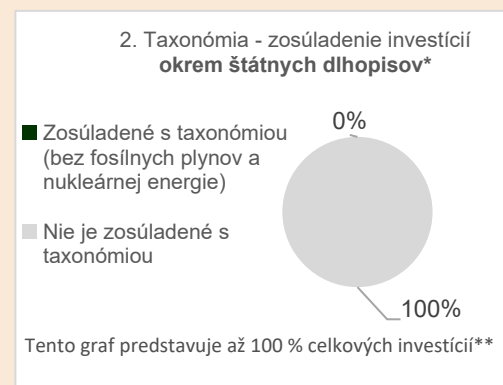 2. Taxonómia - zosúladenie investícií
okrem štátnych dlhopisov*
0%
Zosúladené s taxonómiou
(bez fosílnych plynov a
nukleárnej energie)
Nie je zosúladené s
taxonómiou
100%
Tento graf predstavuje až 100 % celkových investícií**